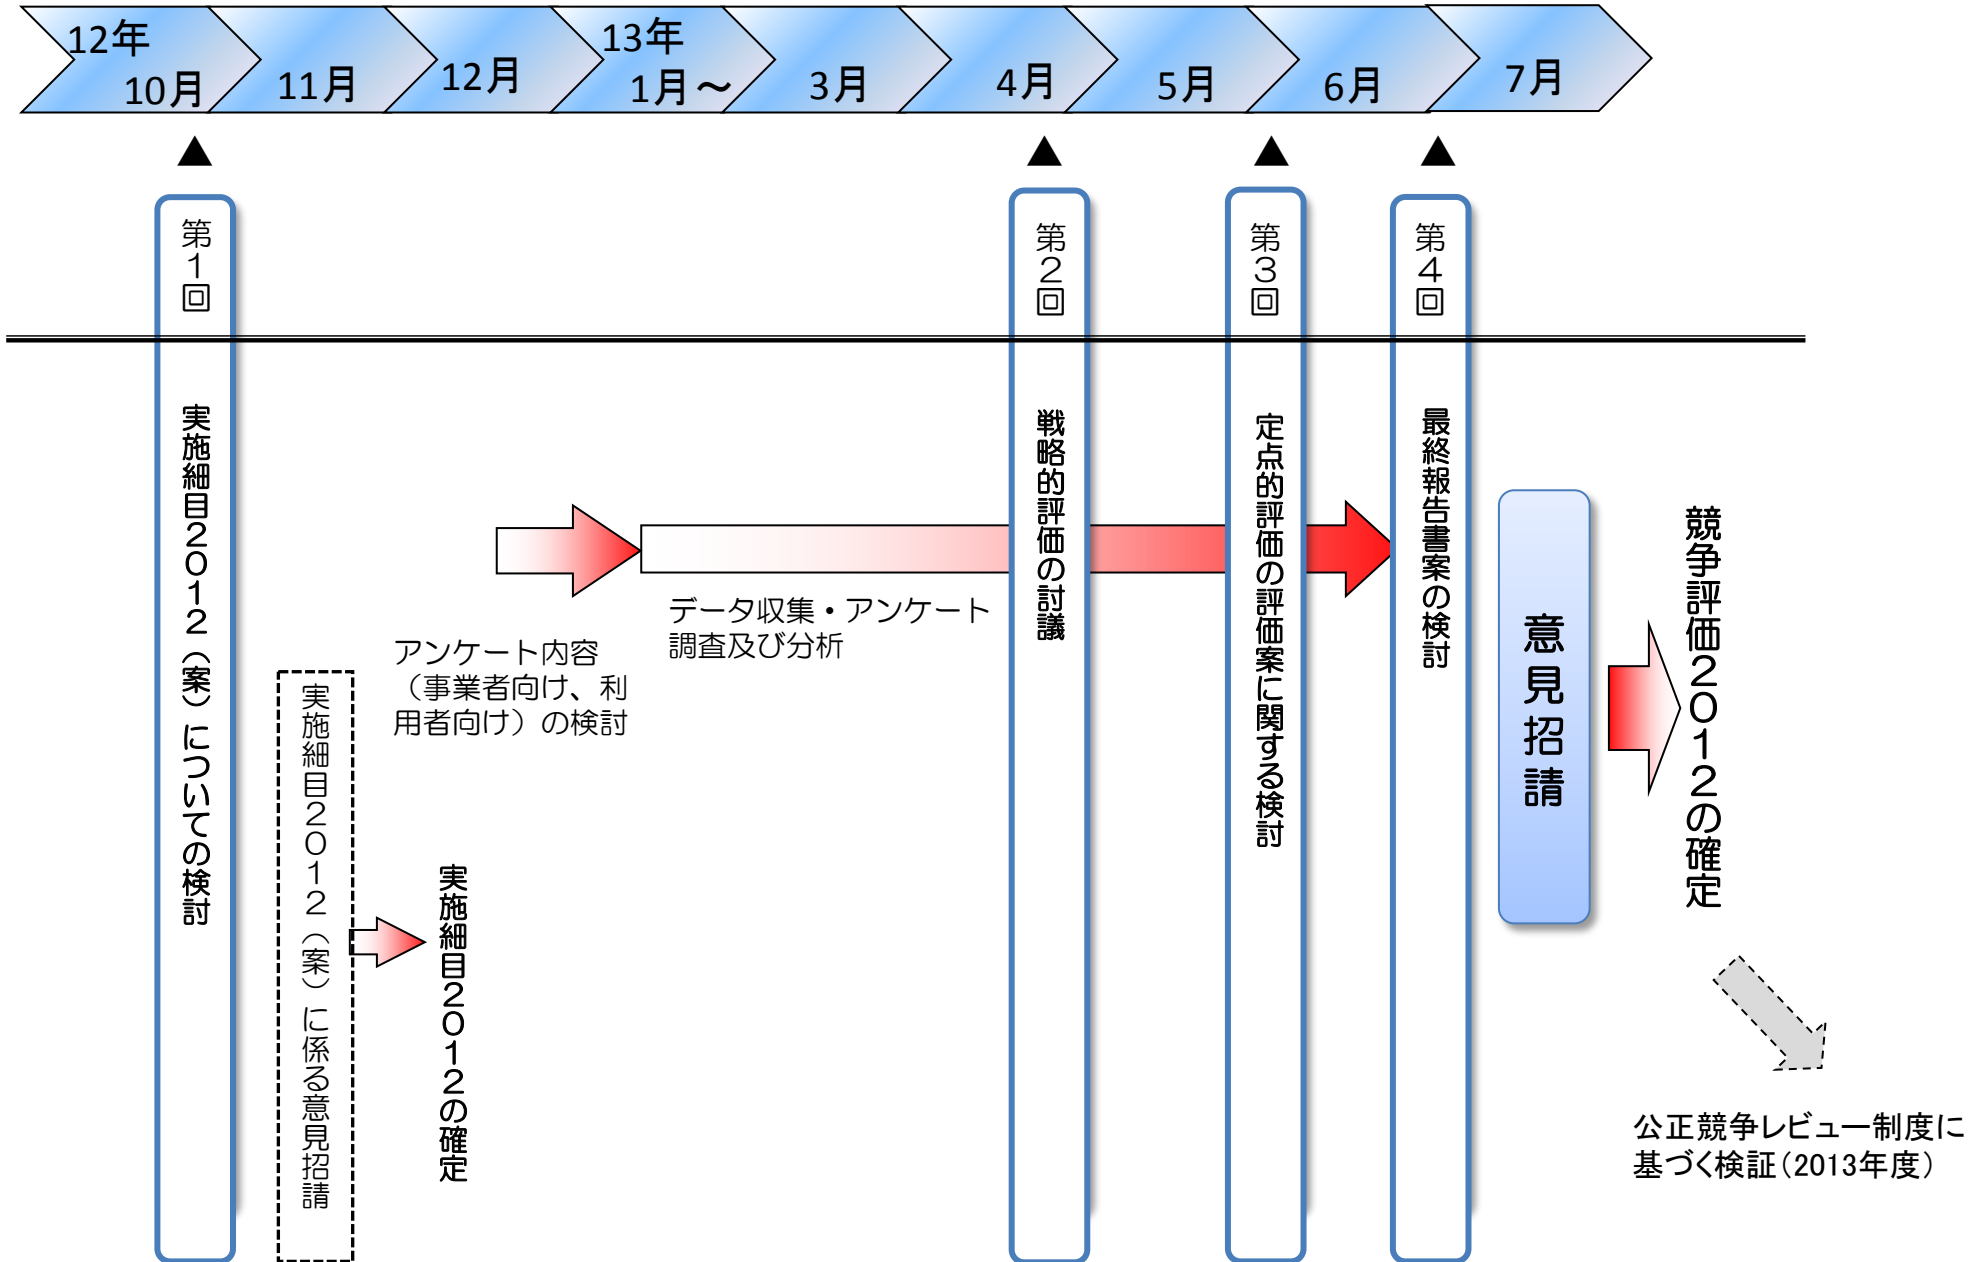 12年
10月
11月
12月
13年
1月～
3月
4月
5月
6月
7月
第１回
第２回
第３回
第４回
実施細目２０１２（案）についての検討
実施細目２０１２（案）に係る意見招請
実施細目２０１２の確定
アンケート内容
（事業者向け、利
用者向け）の検討
データ収集・アンケート
調査及び分析
戦略的評価の討議
定点的評価の評価案に関する検討
最終報告書案の検討
意見招請
競争評価２０１２の確定
公正競争レビュー制度に
基づく検証（2013年度）